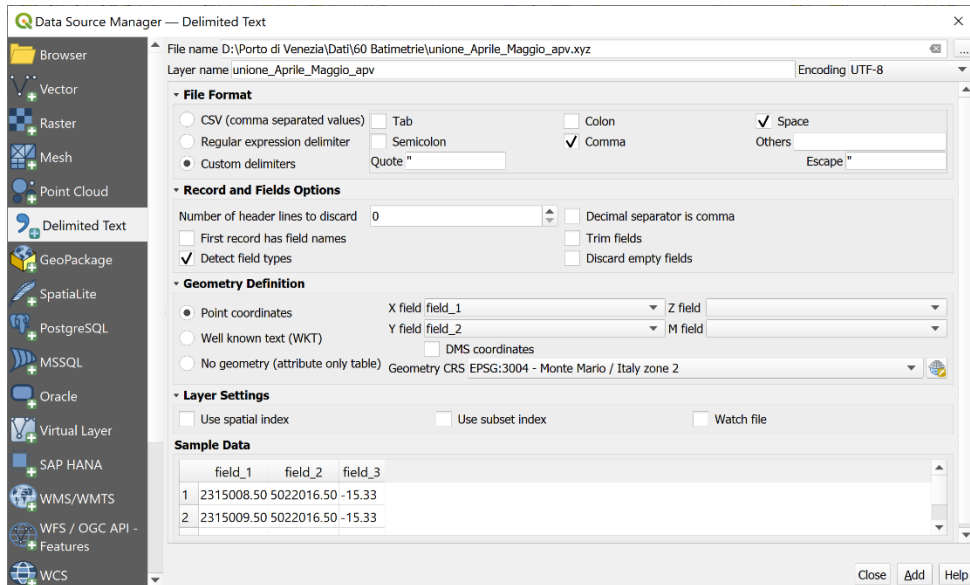 Data Source Manager — Delimited Text
Browser
Vector
Raster
Mesh
Point Cloud
Delimited Text
GeoPackage
SpatiaLite
PostgreSQL
MSSQL
Oracle
Virtual Layer
SAP HANA
WMS/WMTS
WFS / OGC API -
Features
WCS
File name D:\Porto di Venezia\Dati\60 Batimetrie\unione_Aprile_Maggio_apv.xyz ...
Layer name unione_Aprile_Maggio_apv Encoding UTF-8
File Format
CSV (comma separated values) Tab Colon Space
Regular expression delimiter Semicolon Comma Others
Custom delimiters Quote " Escape "
Record and Fields Options
Number of header lines to discard 0 Decimal separator is comma
First record has field names Trim fields
Detect field types Discard empty fields
Geometry Definition
Point coordinates X field field_1 Z field
Y field field_2 M field
Well known text (WKT)
DMS coordinates
No geometry (attribute only table) Geometry CRS EPSG:3004 - Monte Mario / Italy zone 2
Layer Settings
Use spatial index Use subset index Watch file
Sample Data
field_1 field_2 field_3
1 2315008.50 5022016.50 -15.33
2 2315009.50 5022016.50 -15.33
Close Add Help